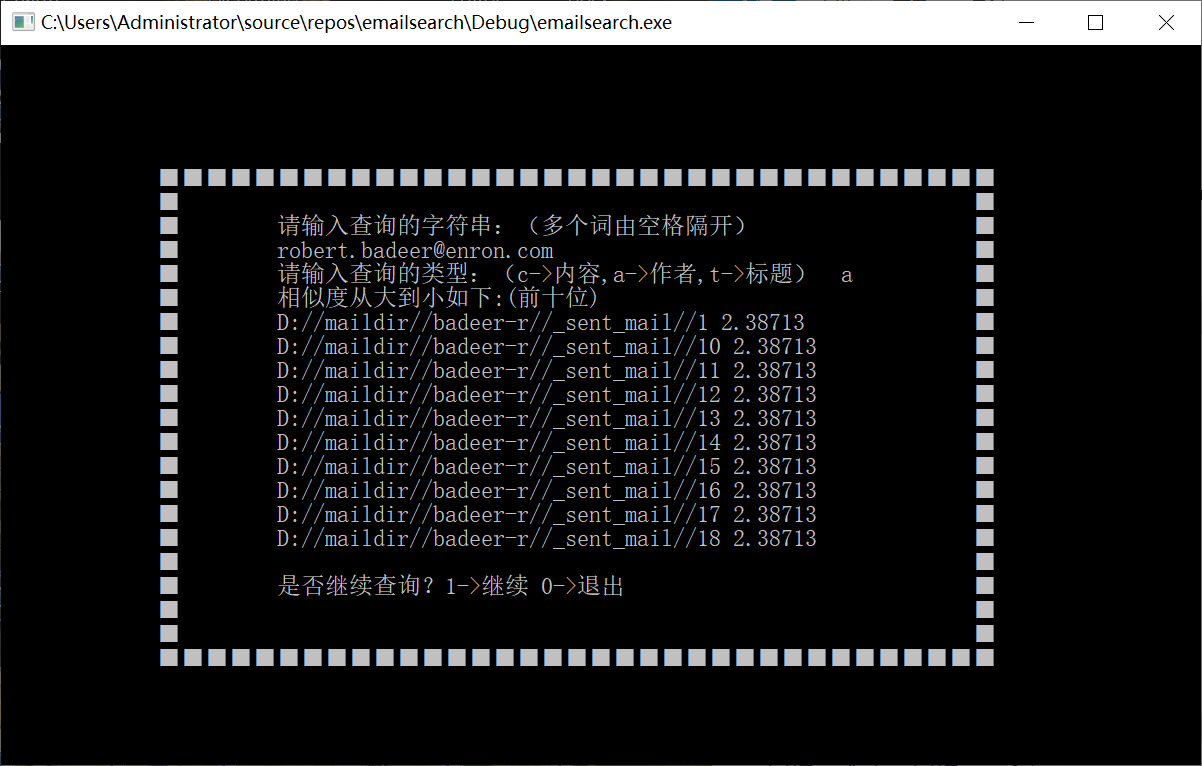 C:\Users\Administrator\source\repos\emailsearch\Debug\emailsearch.exe
请输入查询的字符串：（多个词由空格隔开）
robert.badeer@enron.com
请输入查询的类型：（c->内容,a->作者,t->标题） a
相似度从大到小如下:(前十位)
D://maildir//badeer-r//_sent_mail//1 2.38713
D://maildir//badeer-r//_sent_mail//10 2.38713
D://maildir//badeer-r//_sent_mail//11 2.38713
D://maildir//badeer-r//_sent_mail//12 2.38713
D://maildir//badeer-r//_sent_mail//13 2.38713
D://maildir//badeer-r//_sent_mail//14 2.38713
D://maildir//badeer-r//_sent_mail//15 2.38713
D://maildir//badeer-r//_sent_mail//16 2.38713
D://maildir//badeer-r//_sent_mail//17 2.38713
D://maildir//badeer-r//_sent_mail//18 2.38713
是否继续查询？1->继续 0->退出